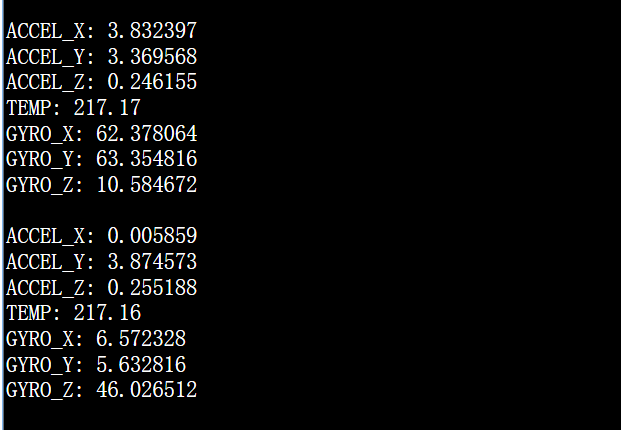 ACCEL_X: 3.832397
ACCEL_Y: 3.369568
ACCEL_Z: 0.246155
TEMP: 217.17
GYRO_X: 62.378064
GYRO_Y: 63.354816
GYRO_Z: 10.584672
ACCEL_X: 0.005859
ACCEL_Y: 3.874573
ACCEL_Z: 0.255188
TEMP: 217.16
GYRO_X: 6.572328
GYRO_Y: 5.632816
GYRO_Z: 46.026512